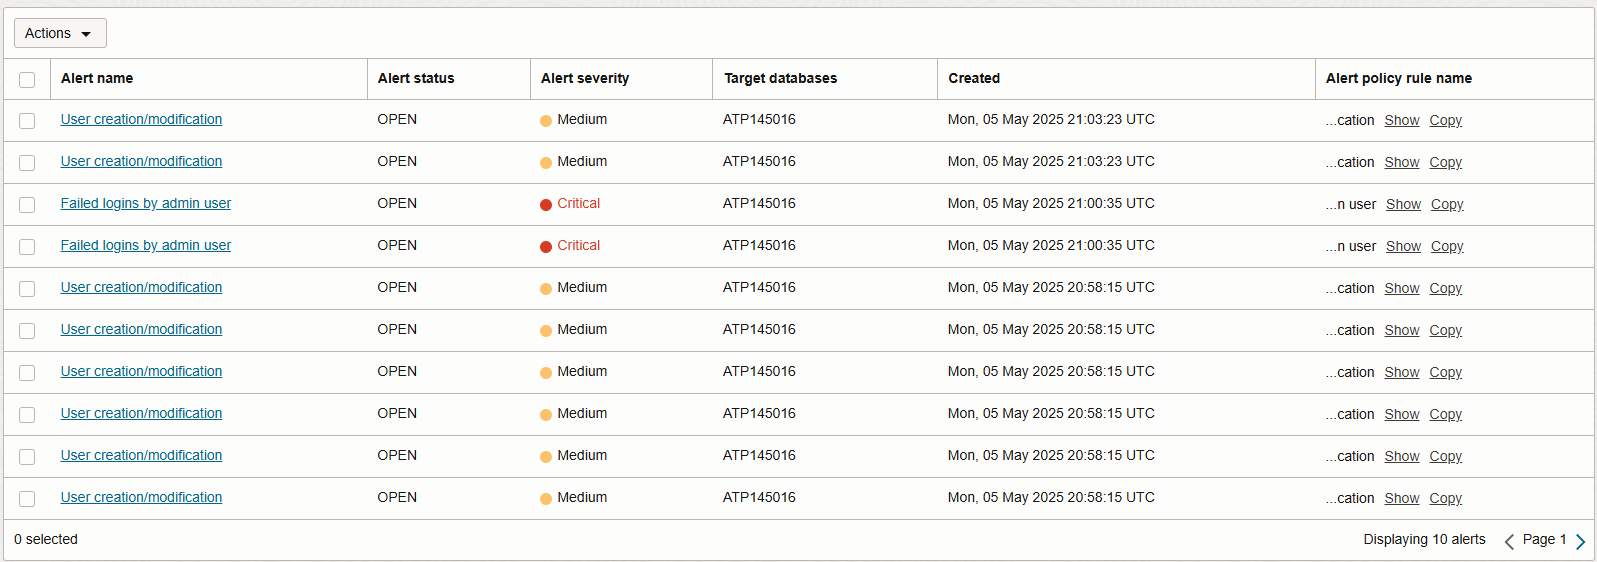 Actions
Alert name Alert status Alert severity Target databases Created Alert policy rule name
User creation/modification OPEN Medium ATP145016 Mon, 05 May 2025 21:03:23 UTC ...cation Show Copy
User creation/modification OPEN Medium ATP145016 Mon, 05 May 2025 21:03:23 UTC ...cation Show Copy
Failed logins by admin user OPEN Critical ATP145016 Mon, 05 May 2025 21:00:35 UTC ...n user Show Copy
Failed logins by admin user OPEN Critical ATP145016 Mon, 05 May 2025 21:00:35 UTC ...n user Show Copy
User creation/modification OPEN Medium ATP145016 Mon, 05 May 2025 20:58:15 UTC ...cation Show Copy
User creation/modification OPEN Medium ATP145016 Mon, 05 May 2025 20:58:15 UTC ...cation Show Copy
User creation/modification OPEN Medium ATP145016 Mon, 05 May 2025 20:58:15 UTC ...cation Show Copy
User creation/modification OPEN Medium ATP145016 Mon, 05 May 2025 20:58:15 UTC ...cation Show Copy
User creation/modification OPEN Medium ATP145016 Mon, 05 May 2025 20:58:15 UTC ...cation Show Copy
User creation/modification OPEN Medium ATP145016 Mon, 05 May 2025 20:58:15 UTC ...cation Show Copy
0 selected Displaying 10 alerts Page 1